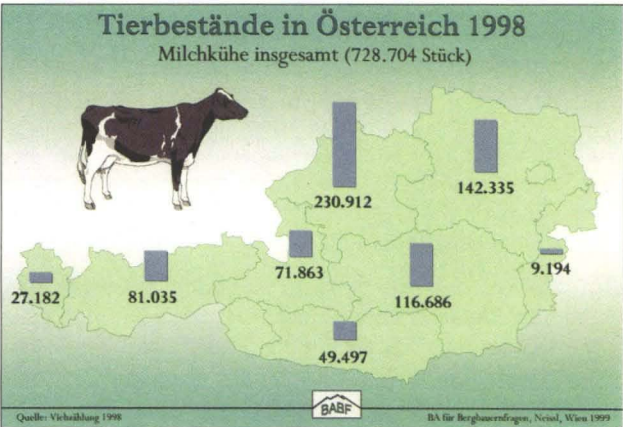 Tierbestände in Österreich 1998
Milchkühe insgesamt (728.704 Stück)
230.912
142.335
71.863
9.194
27.182
81.035
116.686
49.497
BABF
Quelle: Viehzählung 1998
BA für Bergbauernfragen, Neissl, Wien 1999